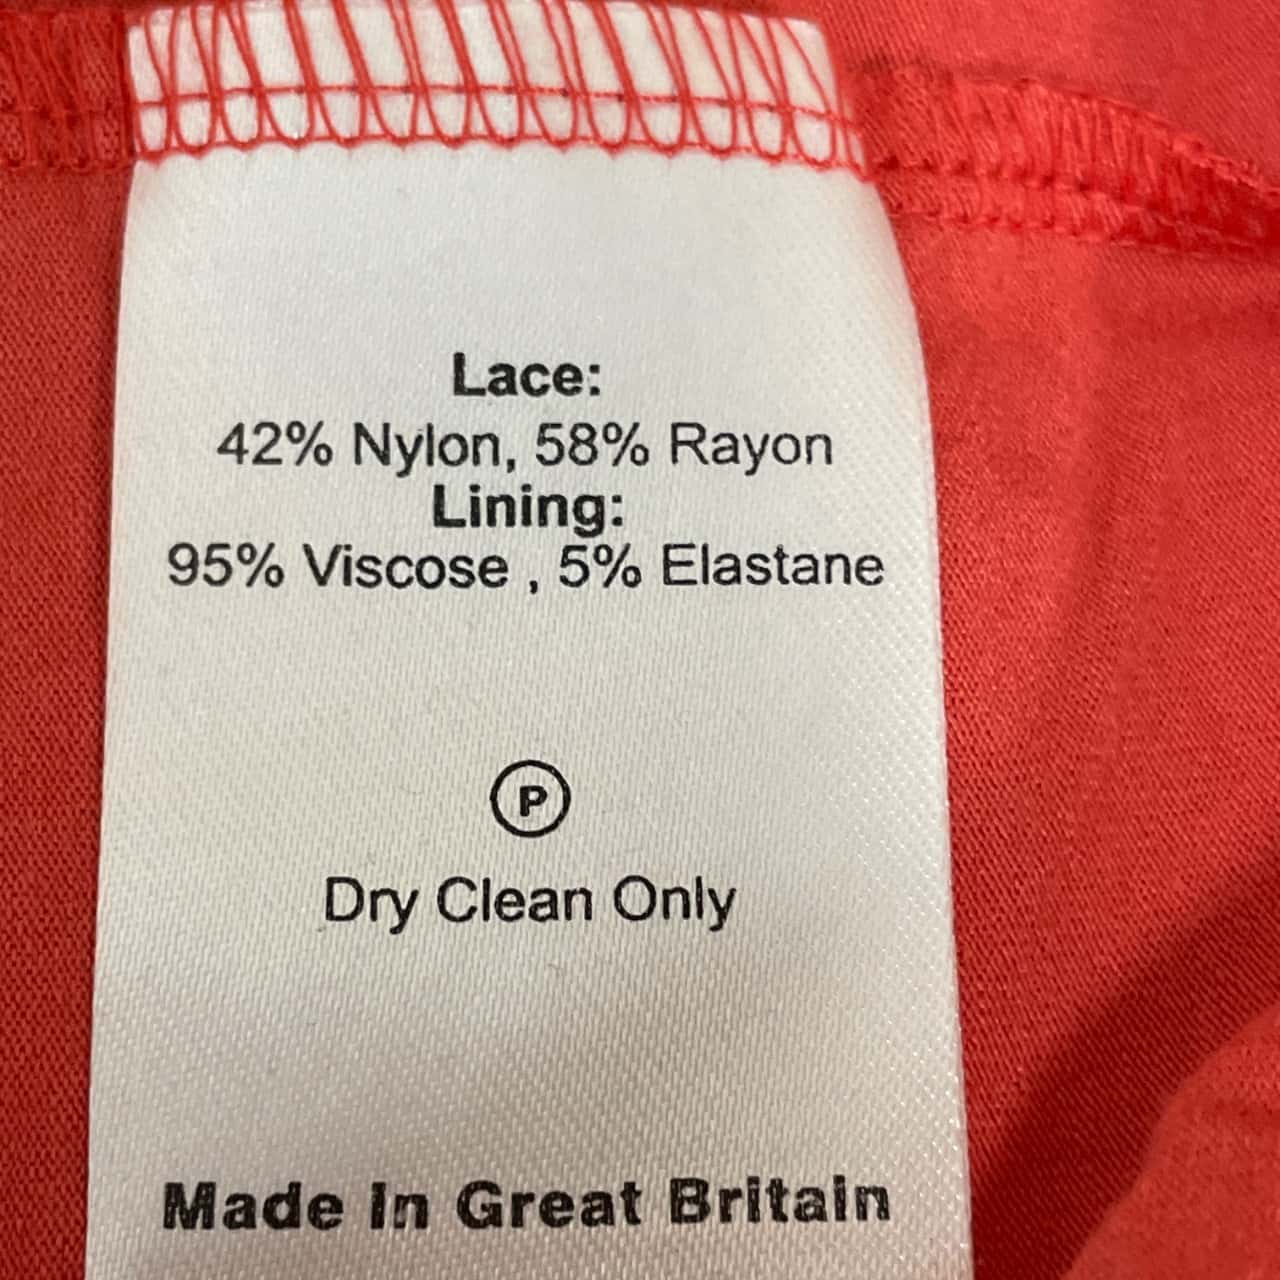 Lace:
42% Nylon, 58% Rayon
Lining:
95% Viscose , 5% Elastane
P
Dry Clean Only
Made In Great Britain